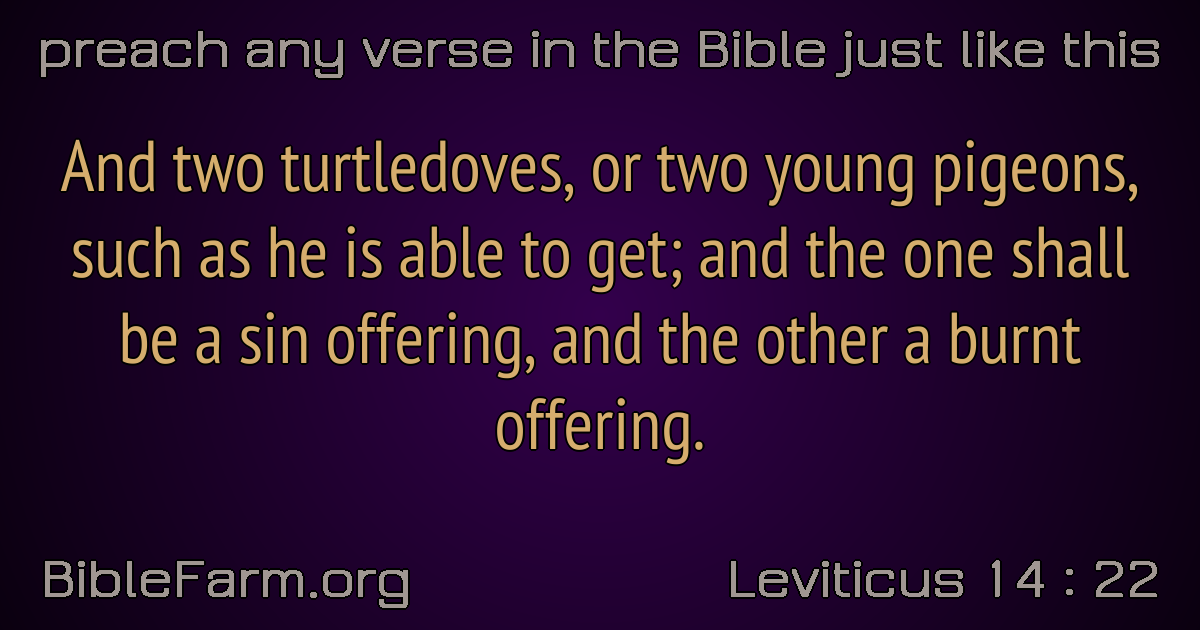 preach any verse in the Bible just like this
And two turtledoves, or two young pigeons,
such as he is able to get; and the one shall
be a sin offering, and the other a burnt
offering.
BibleFarm.org
Leviticus 14 : 22